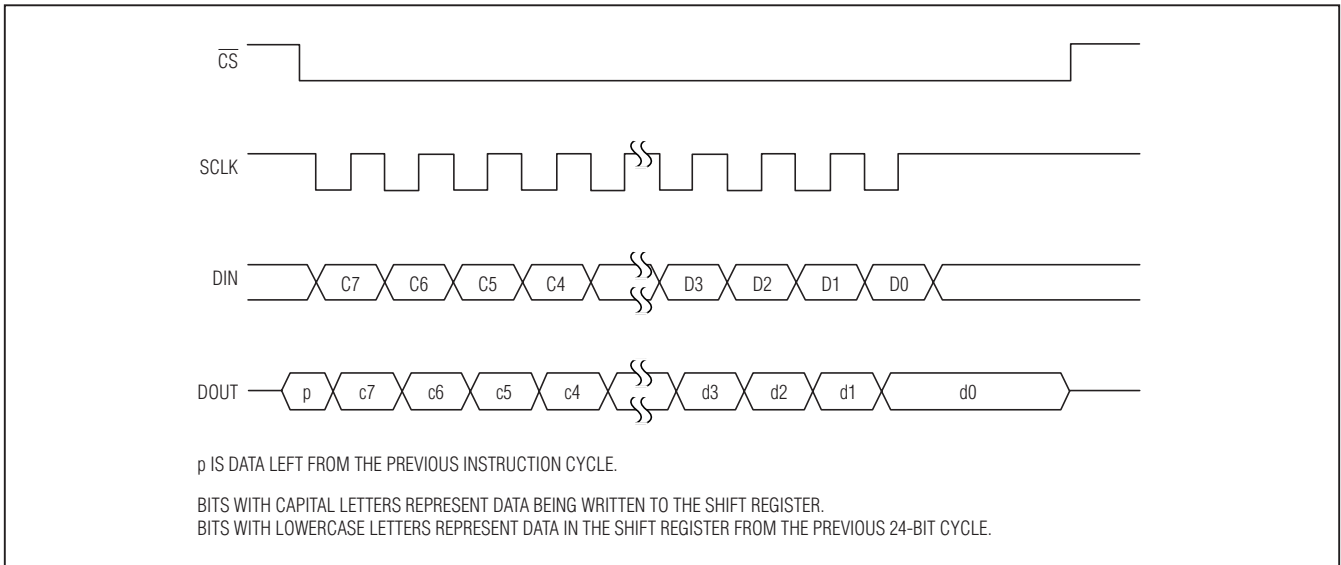 CS
SCLK
DIN C7 C6 C5 C4 D3 D2 D1 D0
DOUT p c7 c6 c5 c4 d3 d2 d1 d0
p IS DATA LEFT FROM THE PREVIOUS INSTRUCTION CYCLE.
BITS WITH CAPITAL LETTERS REPRESENT DATA BEING WRITTEN TO THE SHIFT REGISTER.
BITS WITH LOWERCASE LETTERS REPRESENT DATA IN THE SHIFT REGISTER FROM THE PREVIOUS 24-BIT CYCLE.